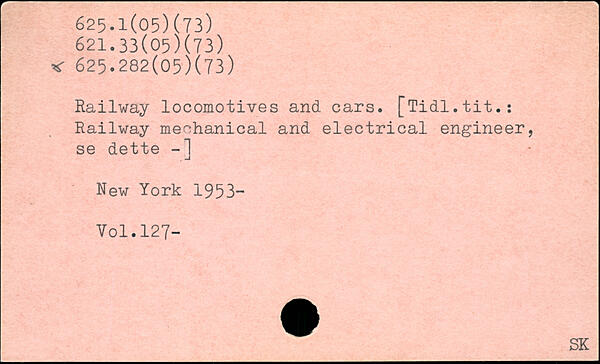 625.1(05)(73)
621.33(05)(73)
x 625.282(05)(73)
Railway locomotives and cars. [Tidl.tit.:
Railway mechanical and electrical engineer,
se dette -]
New York 1953-
Vol.127-
SK